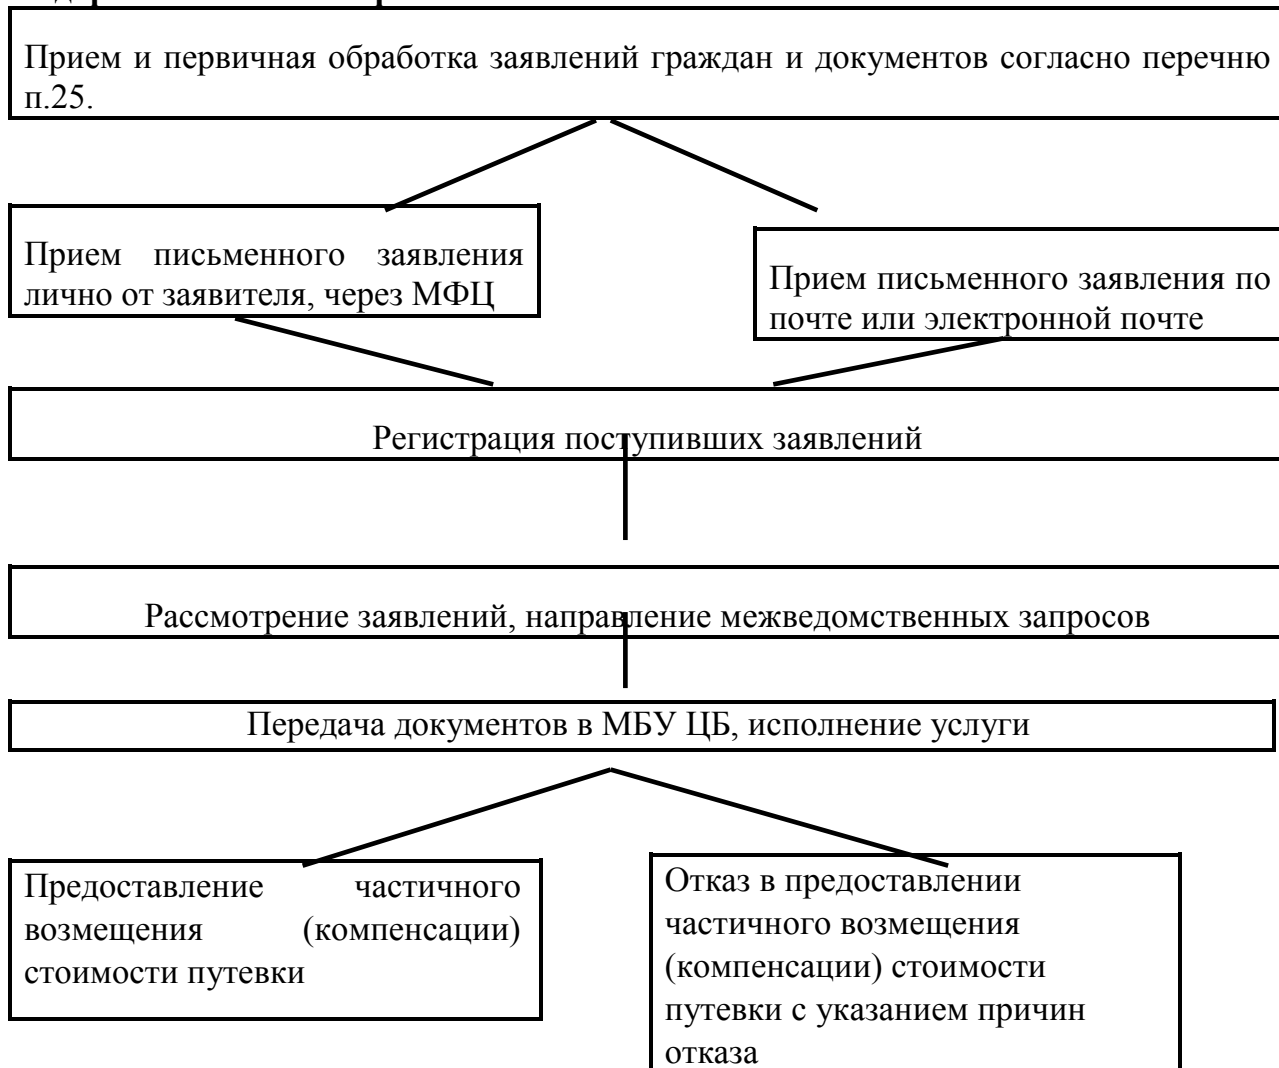 Прием и первичная обработка заявлений граждан и документов согласно перечню
п.25.
Прием письменного заявления
лично от заявителя, через МФЦ
Прием письменного заявления по
почте или электронной почте
Регистрация поступивших заявлений
Рассмотрение заявлений, направление межведомственных запросов
Передача документов в МБУ ЦБ, исполнение услуги
Предоставление частичного
возмещения (компенсации)
стоимости путевки
Отказ в предоставлении
частичного возмещения
(компенсации) стоимости
путевки с указанием причин
отказа